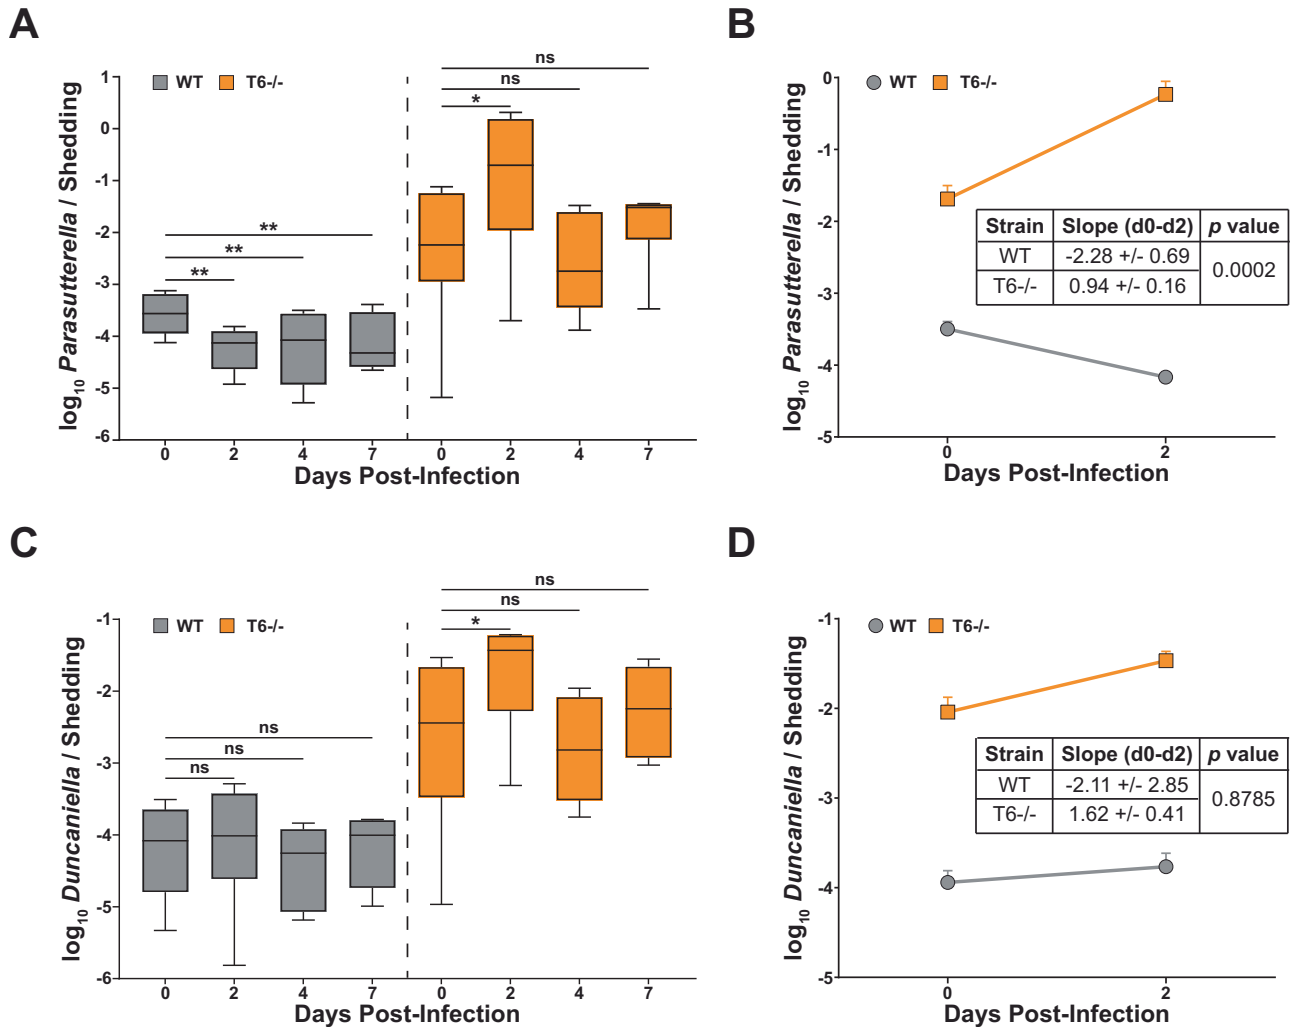 A
WT T6-/-
log10 Parasutterella / Shedding
1
0
-1
-2
-3
-4
-5
-6
** ** **
* ns ns
0 2 4 7 0 2 4 7
Days Post-Infection
B
WT T6-/-
log10 Parasutterella / Shedding
0
-1
-2
-3
-4
-5
Strain Slope (d0-d2) p value
WT -2.28 +/- 0.69 0.0002
T6-/- 0.94 +/- 0.16
0 2
Days Post-Infection
C
WT T6-/-
log10 Duncaniella / Shedding
-1
-2
-3
-4
-5
-6
ns ns ns
* ns ns
0 2 4 7 0 2 4 7
Days Post-Infection
D
WT T6-/-
log10 Duncaniella / Shedding
-1
-2
-3
-4
-5
Strain Slope (d0-d2) p value
WT -2.11 +/- 2.85 0.8785
T6-/- 1.62 +/- 0.41
0 2
Days Post-Infection